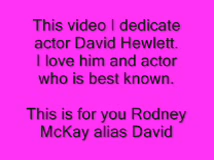 This video I dedicate
actor David Hewlett.
I love him and actor
who is best known.
This is for you Rodney
McKay alias David